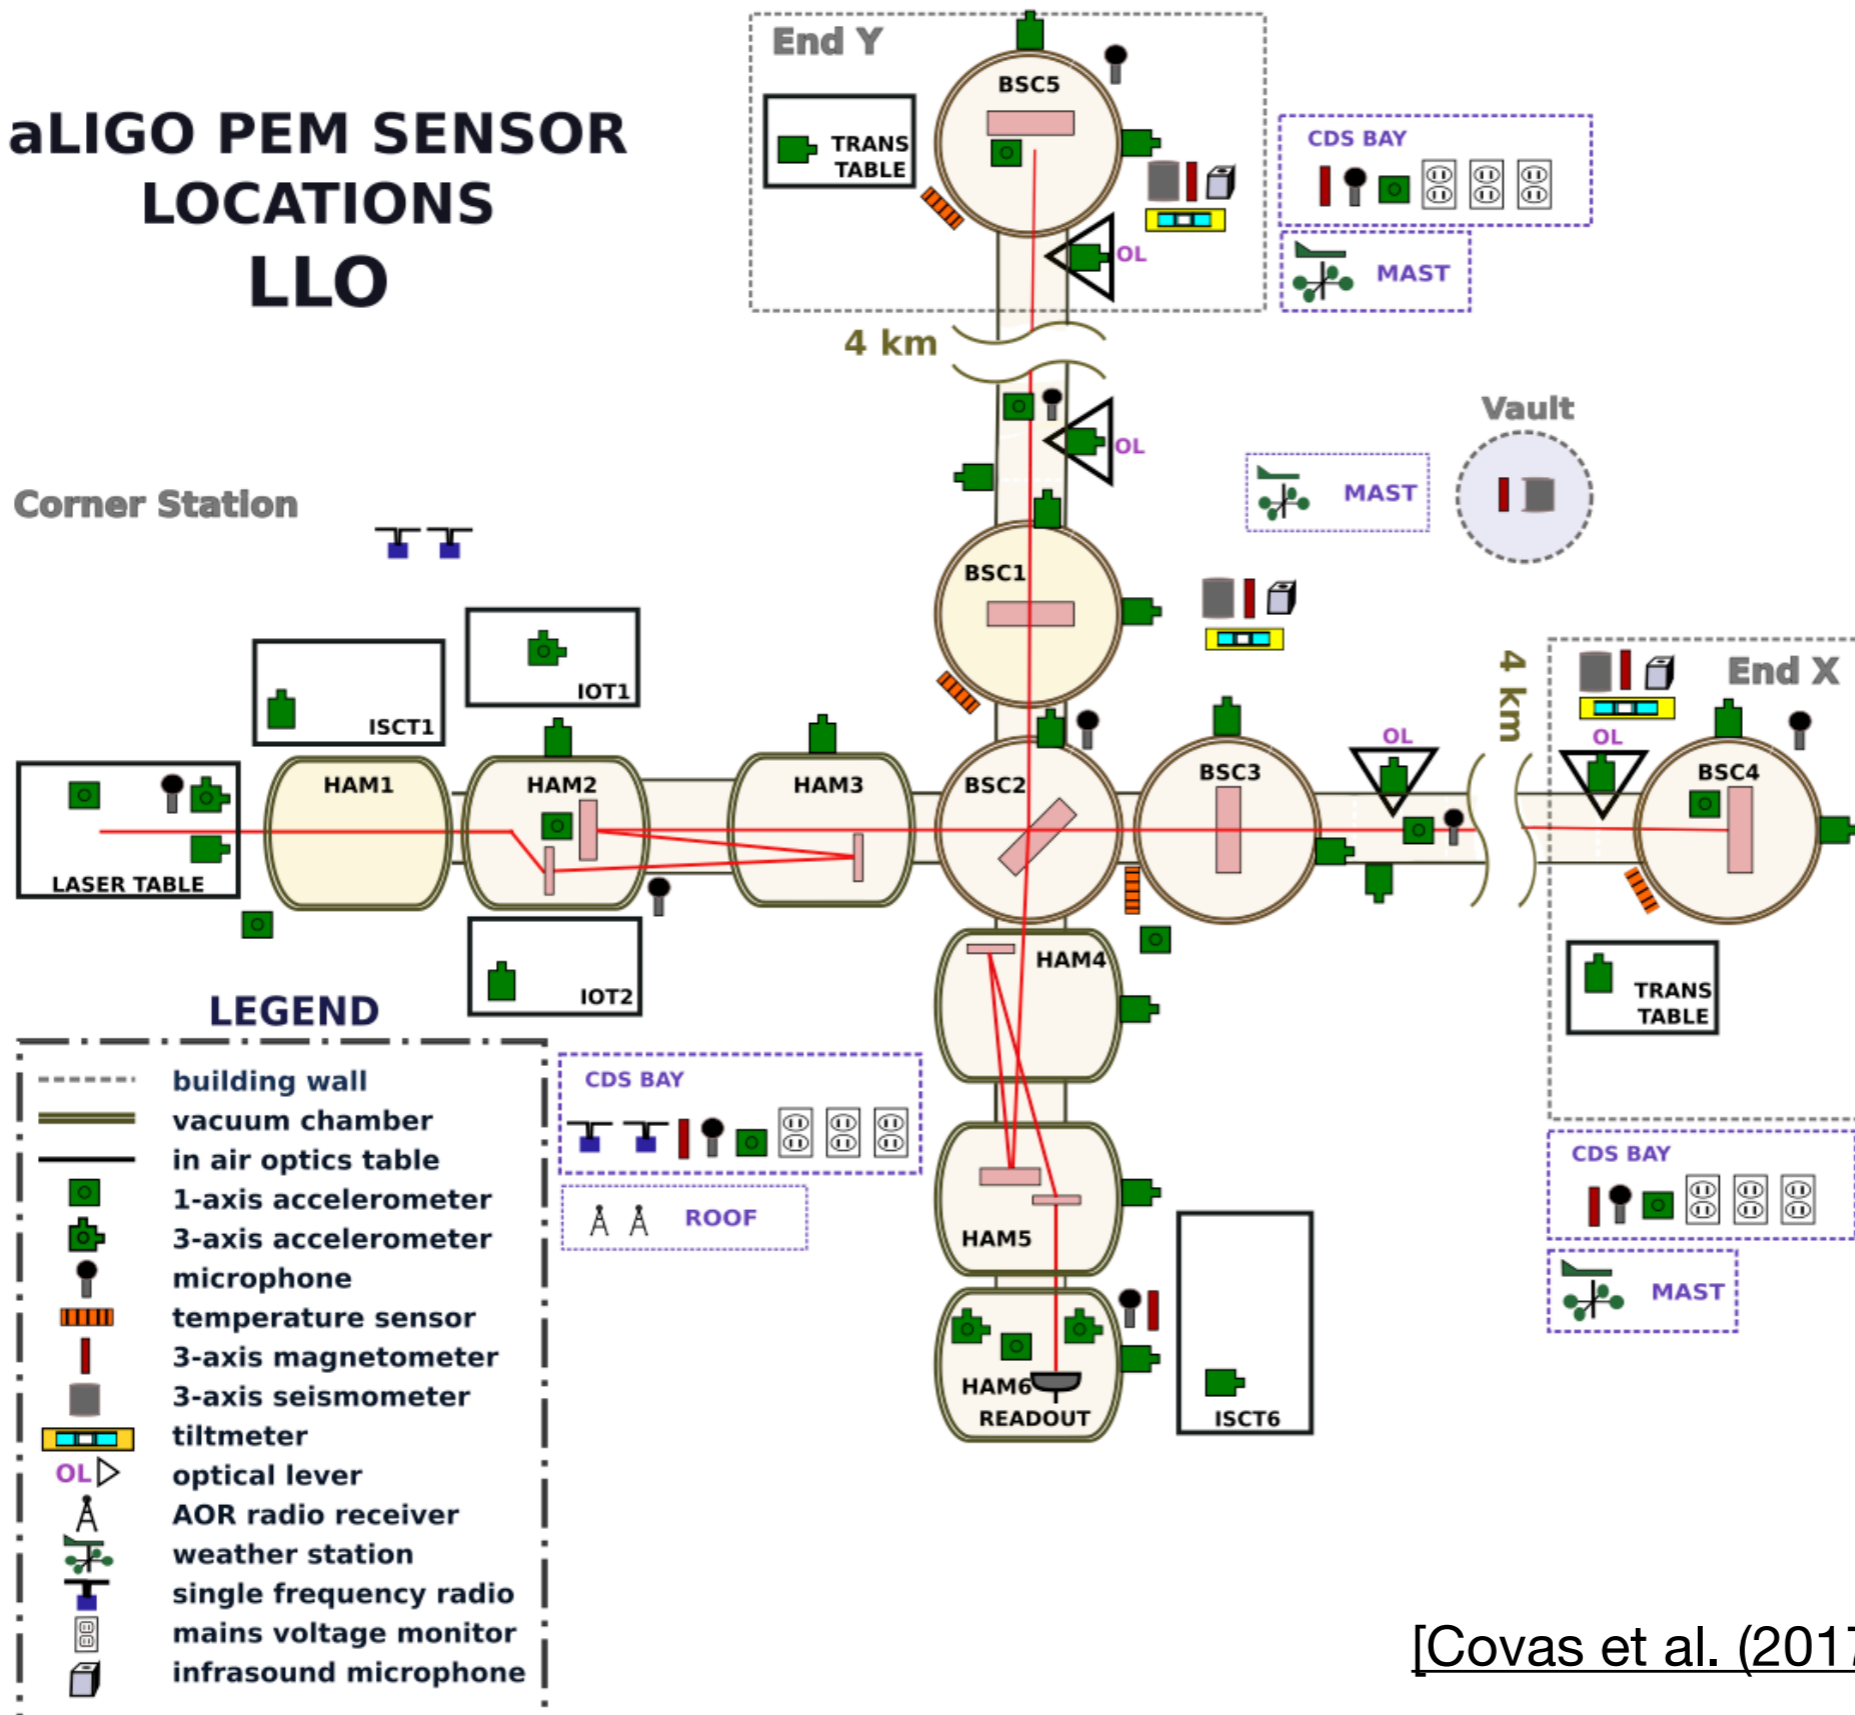 aLIGO PEM SENSOR
LOCATIONS
LLO
End Y
BSC5
TRANS
TABLE
OL
CDS BAY
MAST
4 km
OL
Vault
MAST
Corner Station
BSC1
IOT1
ISCT1
4 km
End X
OL
OL
HAM1
HAM2
HAM3
BSC2
BSC3
BSC4
LASER TABLE
HAM4
IOT2
TRANS
TABLE
LEGEND
building wall
vacuum chamber
in air optics table
1-axis accelerometer
3-axis accelerometer
microphone
temperature sensor
3-axis magnetometer
3-axis seismometer
tiltmeter
OL optical lever
AOR radio receiver
weather station
single frequency radio
mains voltage monitor
infrasound microphone
CDS BAY
ROOF
HAM5
HAM6
READOUT
ISCT6
CDS BAY
MAST
[Covas et al. (2017